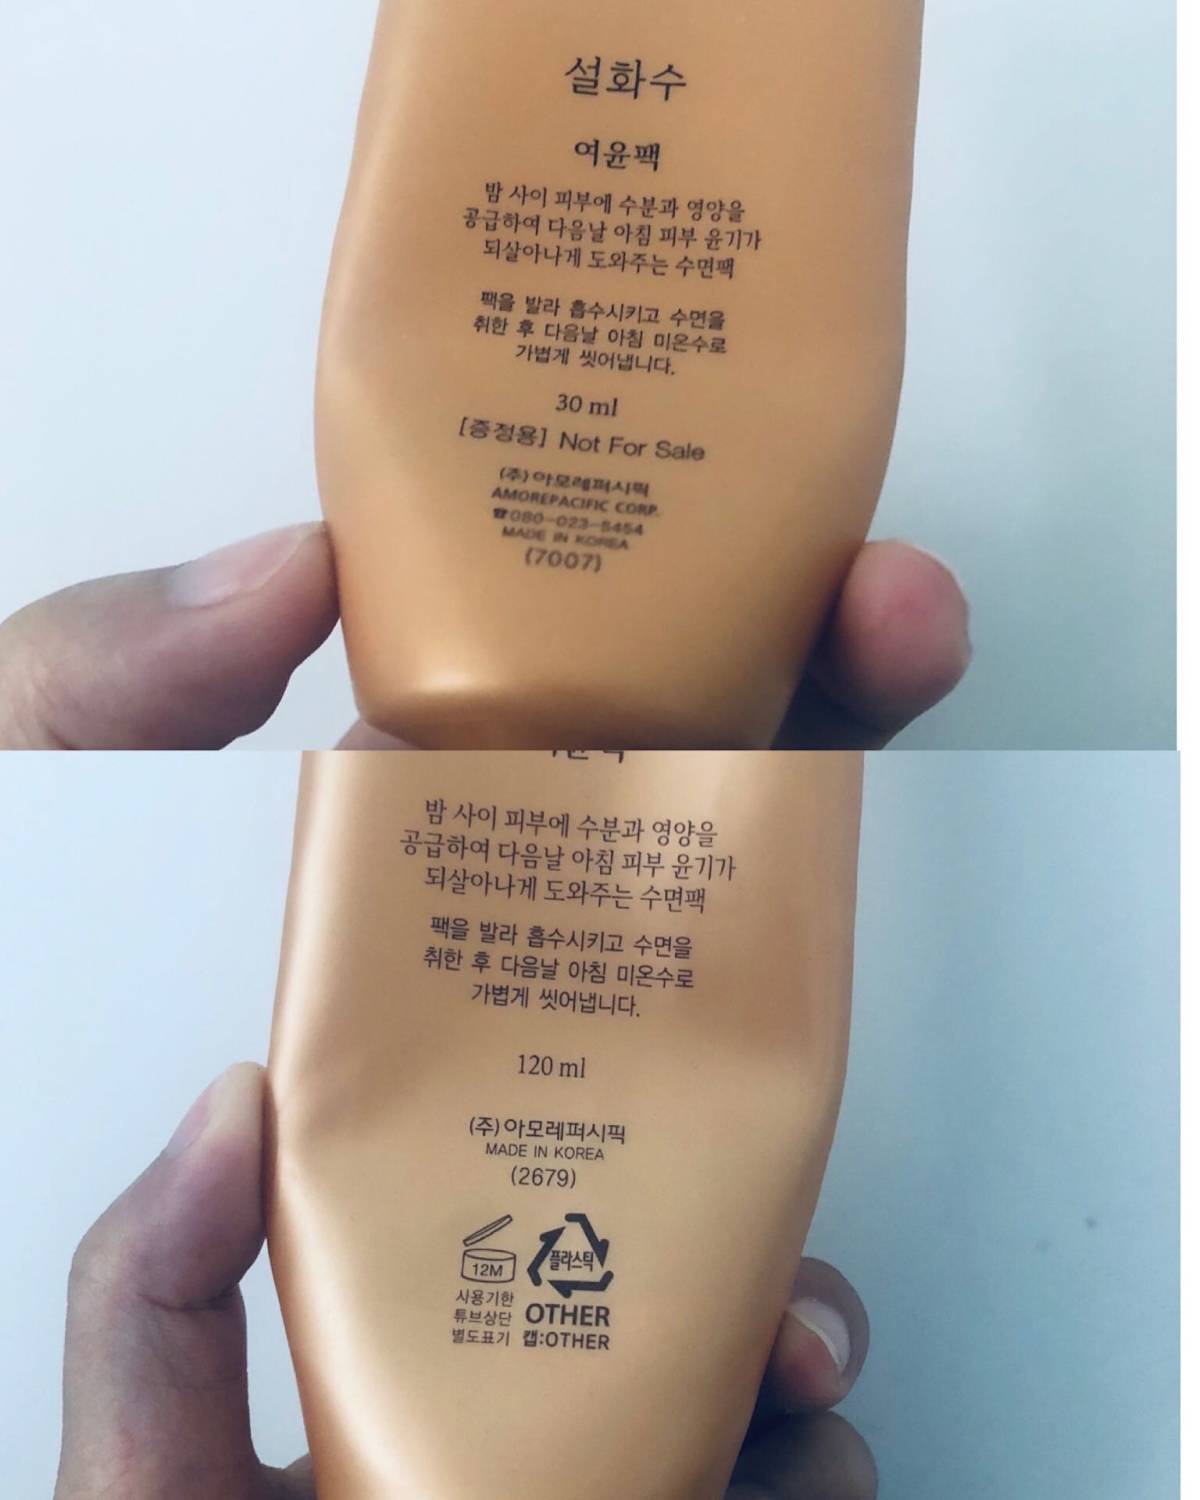 설화수
여윤팩
밤 사이 피부에 수분과 영양을
공급하여 다음날 아침 피부 윤기가
되살아나게 도와주는 수면팩
팩을 발라 흡수시키고 수면을
취한 후 다음날 아침 미온수로
가볍게 씻어냅니다.
30 ml
[증정용] Not For Sale
(주)아모레퍼시픽
AMOREPACIFIC CORP.
☎080-023-5454
MADE IN KOREA
(7007)
밤 사이 피부에 수분과 영양을
공급하여 다음날 아침 피부 윤기가
되살아나게 도와주는 수면팩
팩을 발라 흡수시키고 수면을
취한 후 다음날 아침 미온수로
가볍게 씻어냅니다.
120 ml
(주)아모레퍼시픽
MADE IN KOREA
(2679)
12M
플라스틱
사용기한
튜브상단
별도표기
OTHER
캡:OTHER